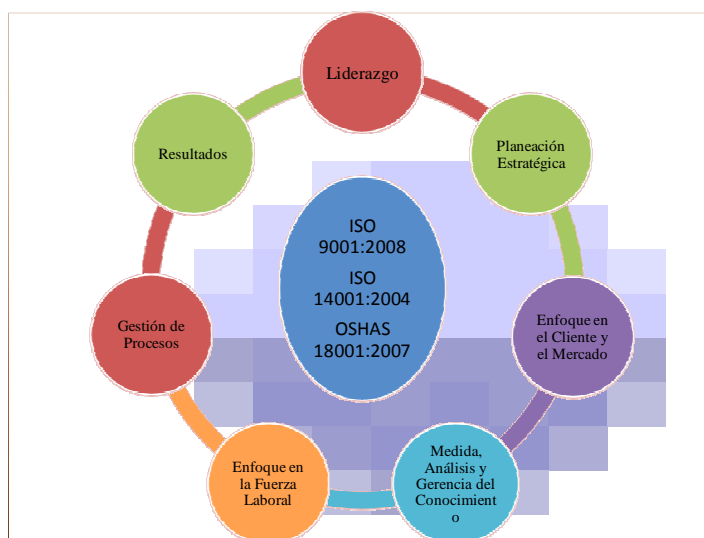 Liderazgo
Planeación
Estratégica
Enfoque en
el Cliente y
el Mercado
Medida,
Análisis y
Gerencia del
Conocimient
o
Enfoque en
la Fuerza
Laboral
Gestión de
Procesos
Resultados
ISO
9001:2008
ISO
14001:2004
OSHAS
18001:2007